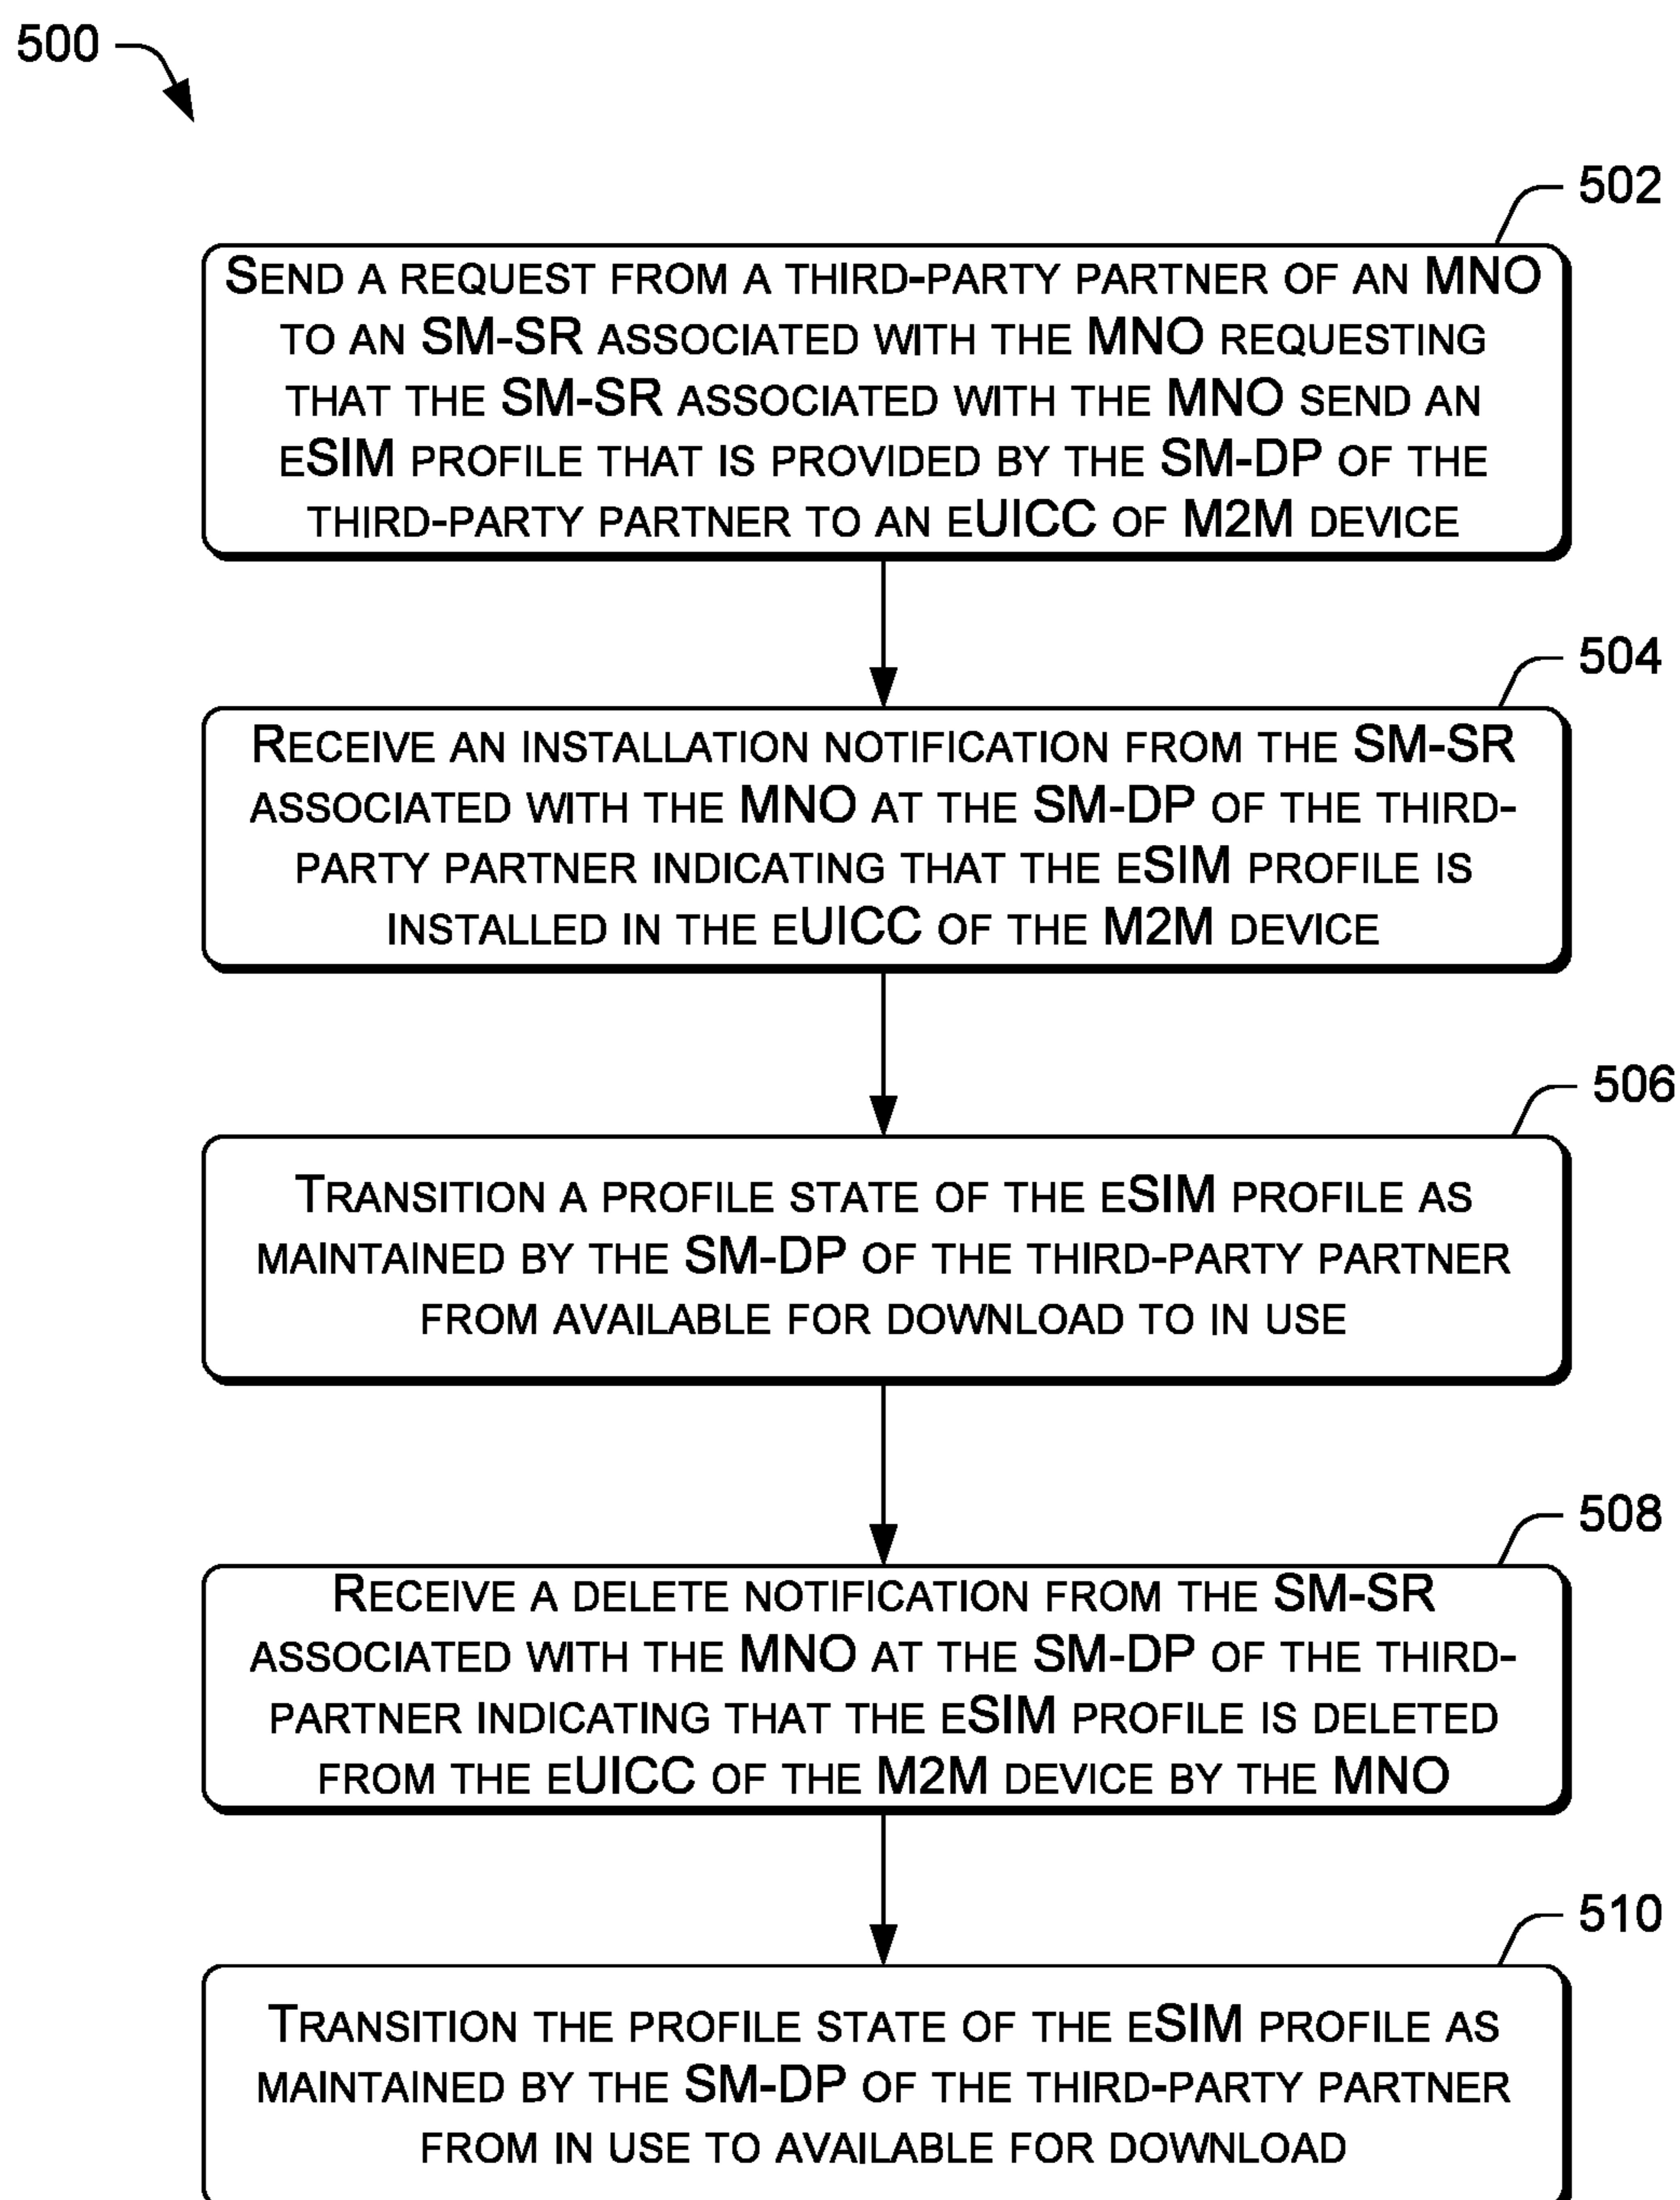 500
502
SEND A REQUEST FROM A THIRD-PARTY PARTNER OF AN MNO
TO AN SM-SR ASSOCIATED WITH THE MNO REQUESTING
THAT THE SM-SR ASSOCIATED WITH THE MNO SEND AN
ESIM PROFILE THAT IS PROVIDED BY THE SM-DP OF THE
THIRD-PARTY PARTNER TO AN EUICC OF M2M DEVICE
504
RECEIVE AN INSTALLATION NOTIFICATION FROM THE SM-SR
ASSOCIATED WITH THE MNO AT THE SM-DP OF THE THIRD-
PARTY PARTNER INDICATING THAT THE ESIM PROFILE IS
INSTALLED IN THE EUICC OF THE M2M DEVICE
506
TRANSITION A PROFILE STATE OF THE ESIM PROFILE AS
MAINTAINED BY THE SM-DP OF THE THIRD-PARTY PARTNER
FROM AVAILABLE FOR DOWNLOAD TO IN USE
508
RECEIVE A DELETE NOTIFICATION FROM THE SM-SR
ASSOCIATED WITH THE MNO AT THE SM-DP OF THE THIRD-
PARTNER INDICATING THAT THE ESIM PROFILE IS DELETED
FROM THE EUICC OF THE M2M DEVICE BY THE MNO
510
TRANSITION THE PROFILE STATE OF THE ESIM PROFILE AS
MAINTAINED BY THE SM-DP OF THE THIRD-PARTY PARTNER
FROM IN USE TO AVAILABLE FOR DOWNLOAD